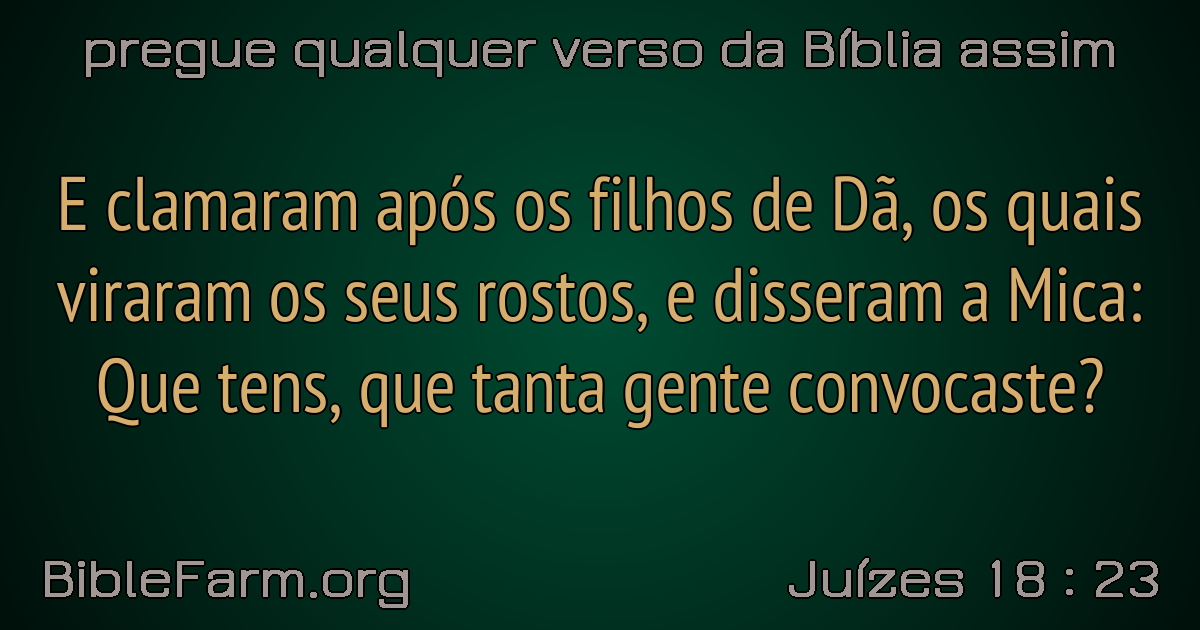 pregue qualquer verso da Bíblia assim
E clamaram após os filhos de Dã, os quais
viraram os seus rostos, e disseram a Mica:
Que tens, que tanta gente convocaste?
BibleFarm.org
Juízes 18 : 23